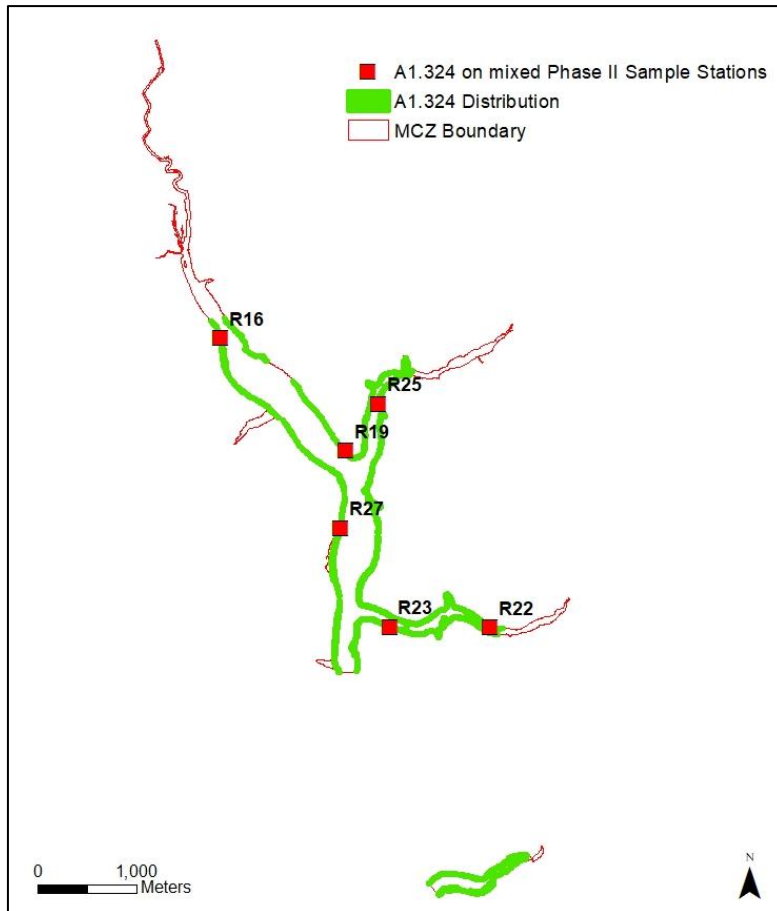 A1.324 on mixed Phase II Sample Stations
A1.324 Distribution
MCZ Boundary
R16
R25
R19
R27
R23
R22
0 1,000
Meters
N